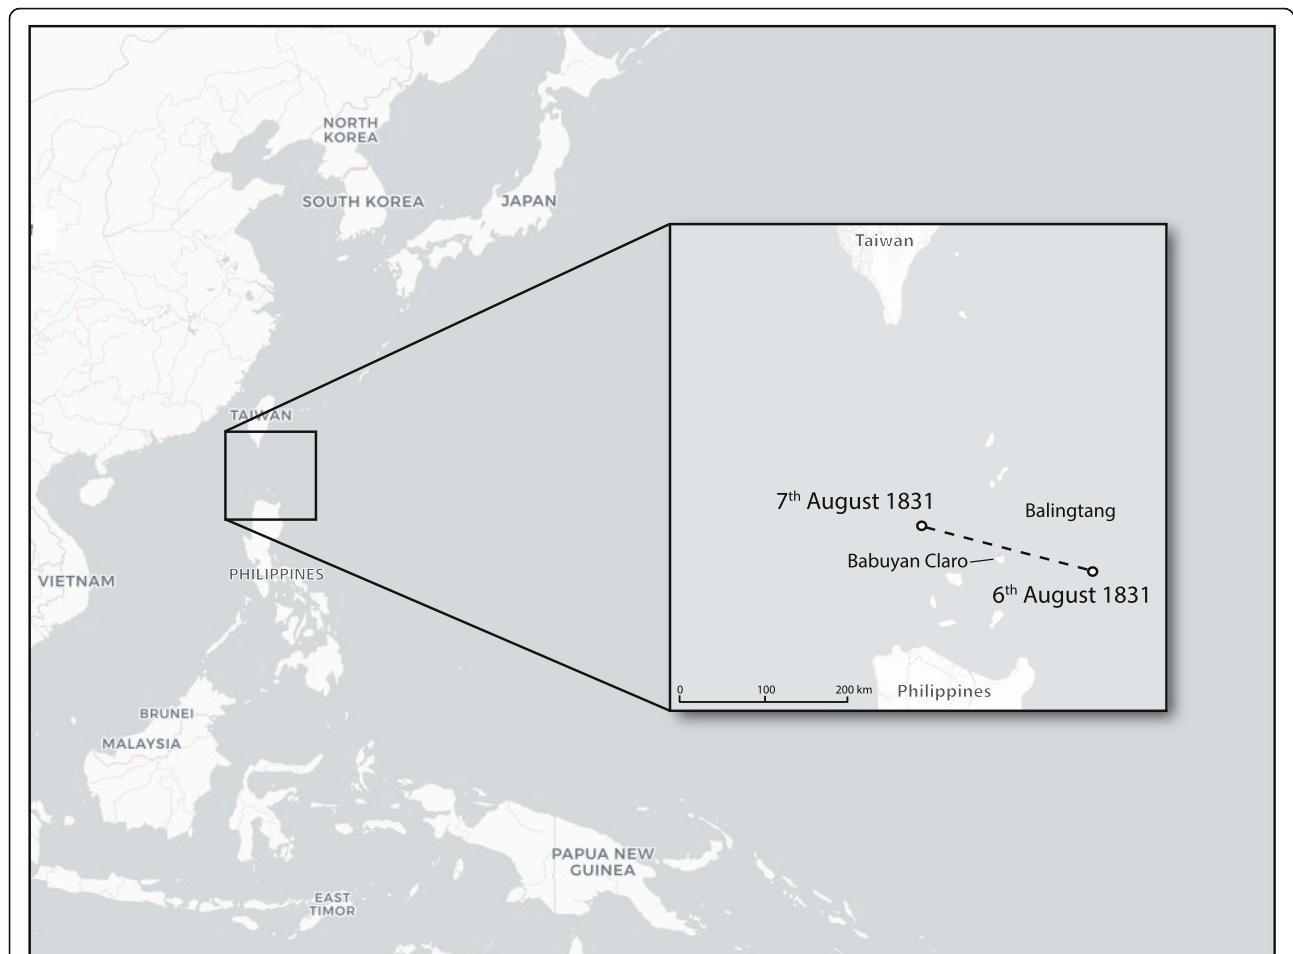 NORTH
KOREA
SOUTH KOREA
JAPAN
TAIWAN
VIETNAM
PHILIPPINES
BRUNEI
MALAYSIA
PAPUA NEW
GUINEA
EAST
TIMOR
Taiwan
7th August 1831
Balingtang
Babuyan Claro
6th August 1831
0 100 200 km
Philippines